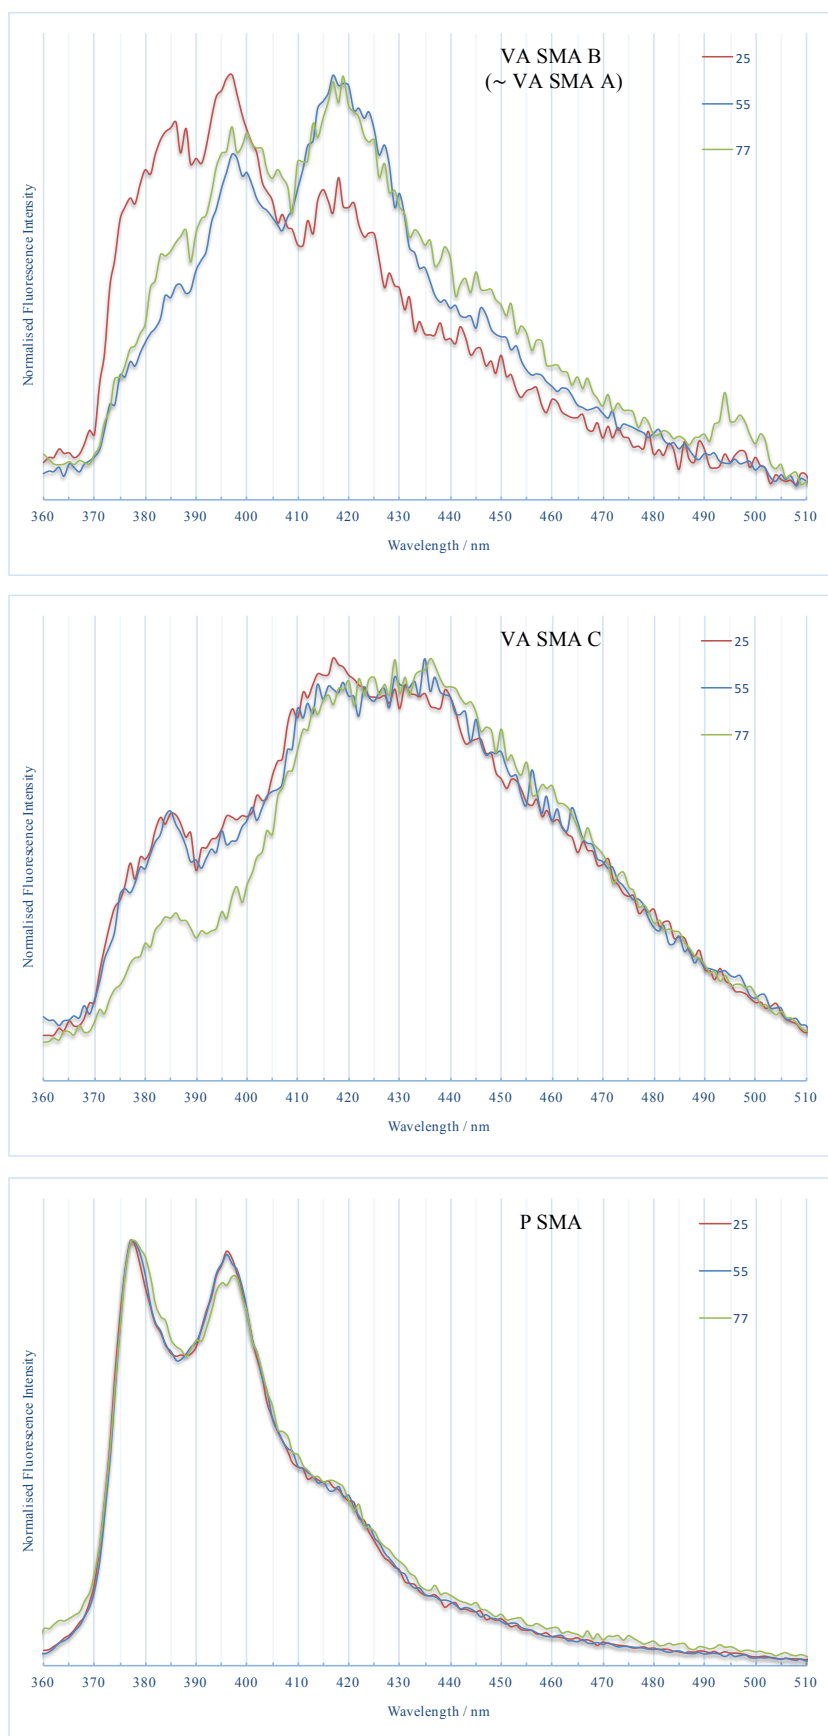 VA SMA B
(~ VA SMA A)
25
55
77
Normalised Fluorescence Intensity
360 370 380 390 400 410 420 430 440 450 460 470 480 490 500 510
Wavelength / nm
VA SMA C
25
55
77
Normalised Fluorescence Intensity
360 370 380 390 400 410 420 430 440 450 460 470 480 490 500 510
Wavelength / nm
P SMA
25
55
77
Normalised Fluorescence Intensity
360 370 380 390 400 410 420 430 440 450 460 470 480 490 500 510
Wavelength / nm